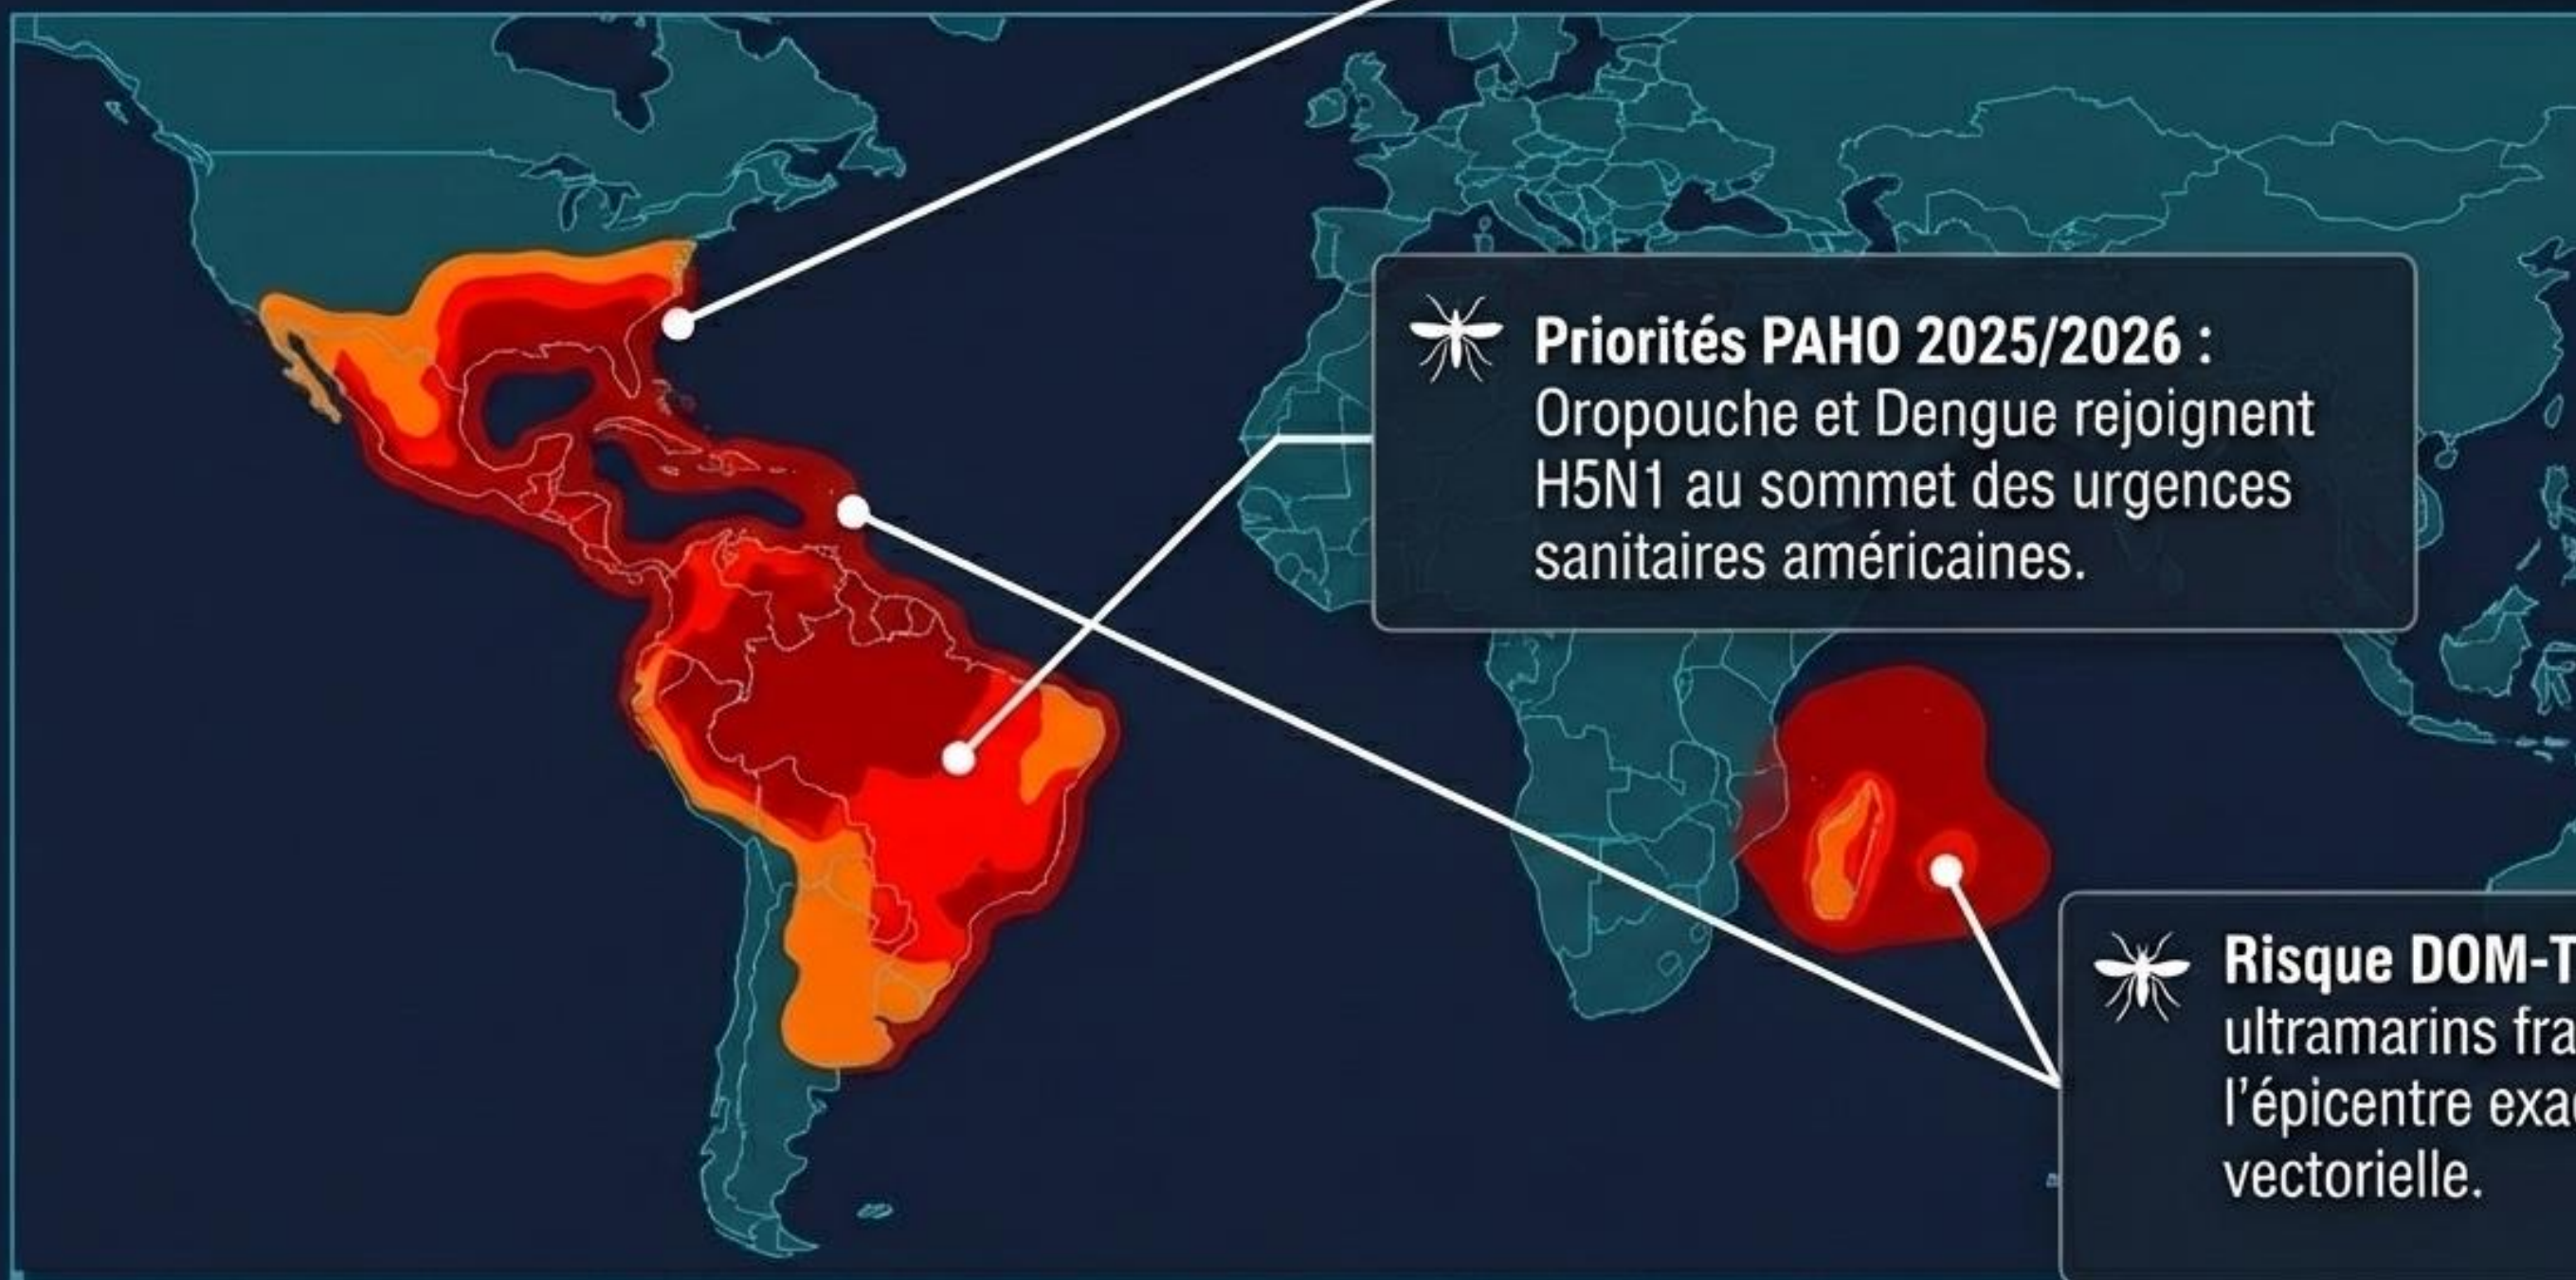 Priorités PAHO 2025/2026 :
Oropouche et Dengue rejoignent
H5N1 au sommet des urgences
sanitaires américaines.
Risque DOM-T
ultramarins fra
l'épicentre exa
vectorielle.